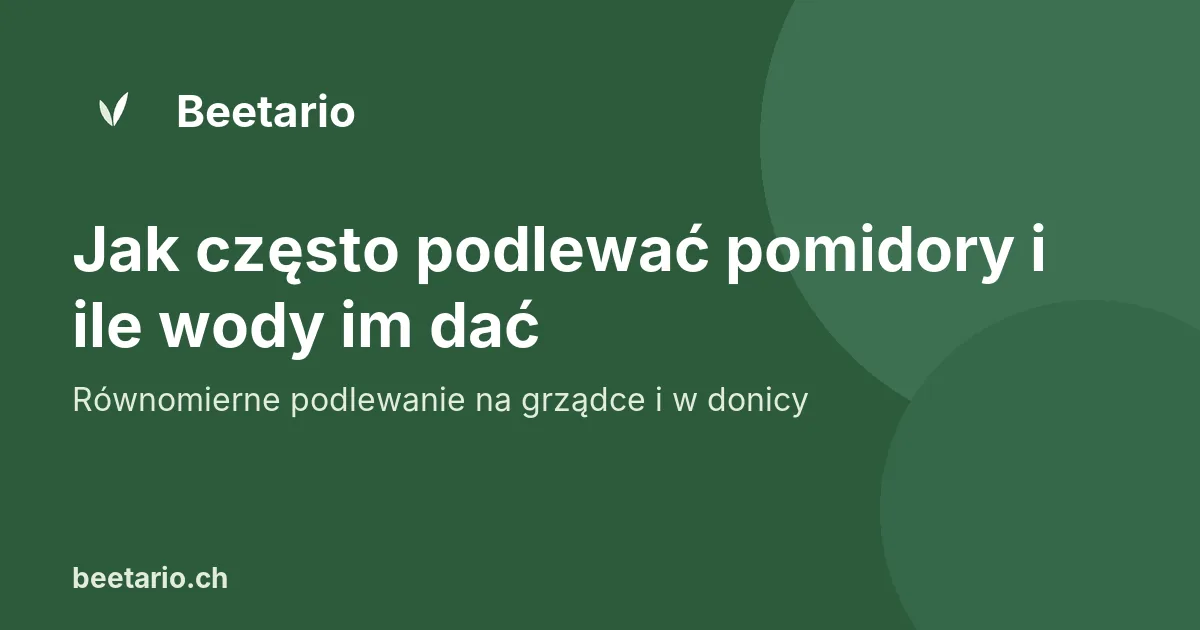 Beetario
Jak często podlewać pomidory i
ile wody im dać
Równomierne podlewanie na grządce i w donicy
beetario.ch